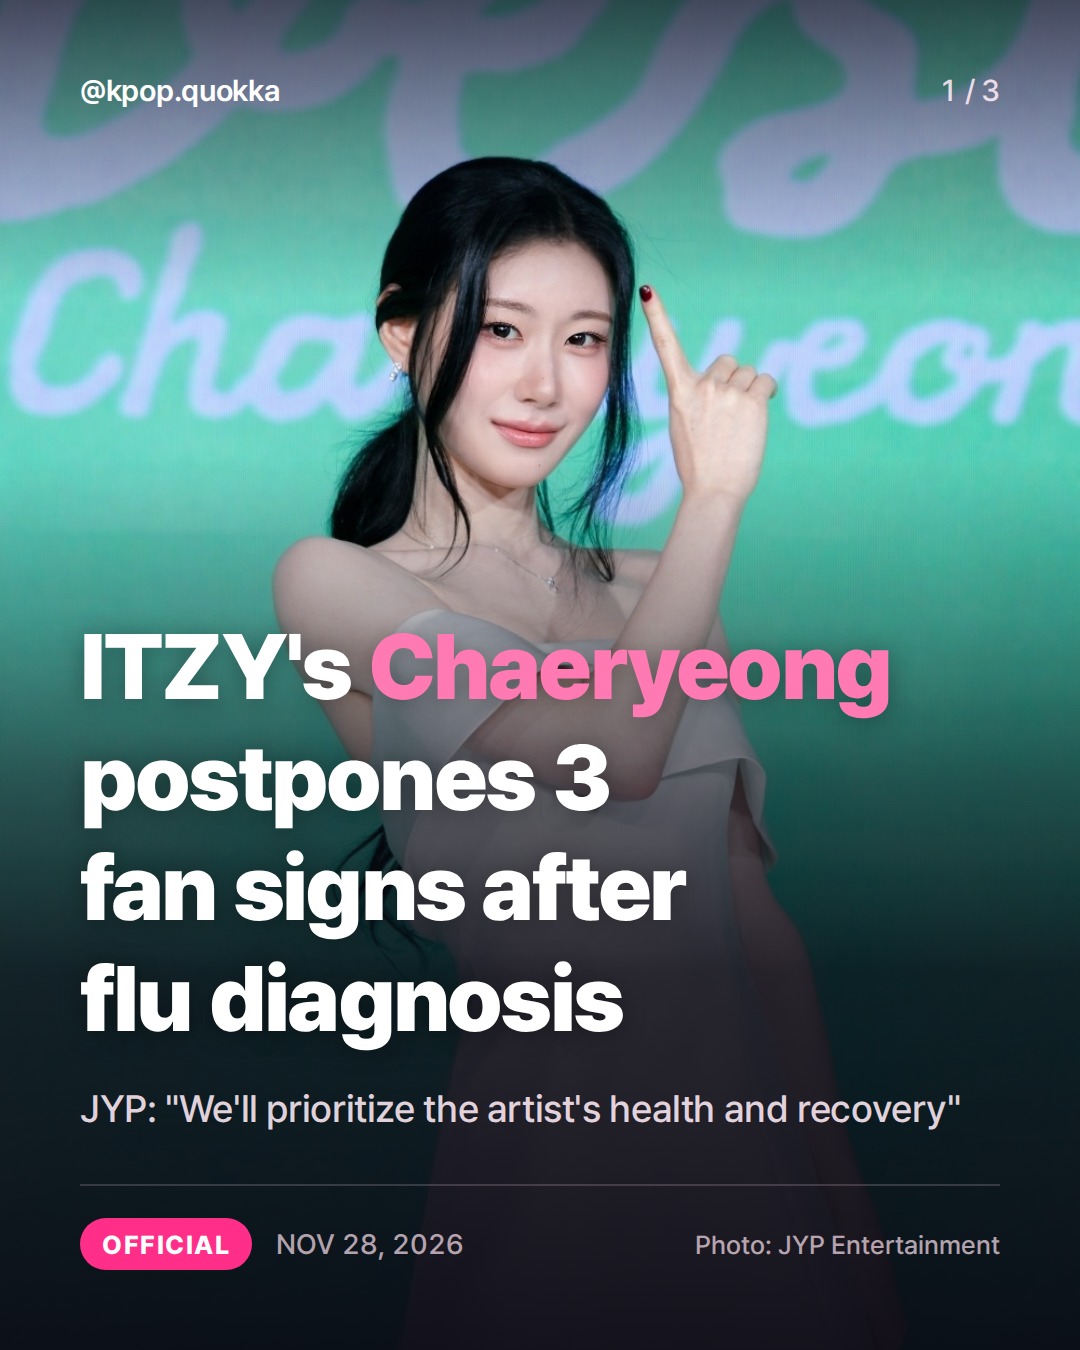 @kpop.quokka
1 / 3
Chaeryeong
ITZY's Chaeryeong
postpones 3
fan signs after
flu diagnosis
JYP: "We'll prioritize the artist's health and recovery"
OFFICIAL
NOV 28, 2026
Photo: JYP Entertainment